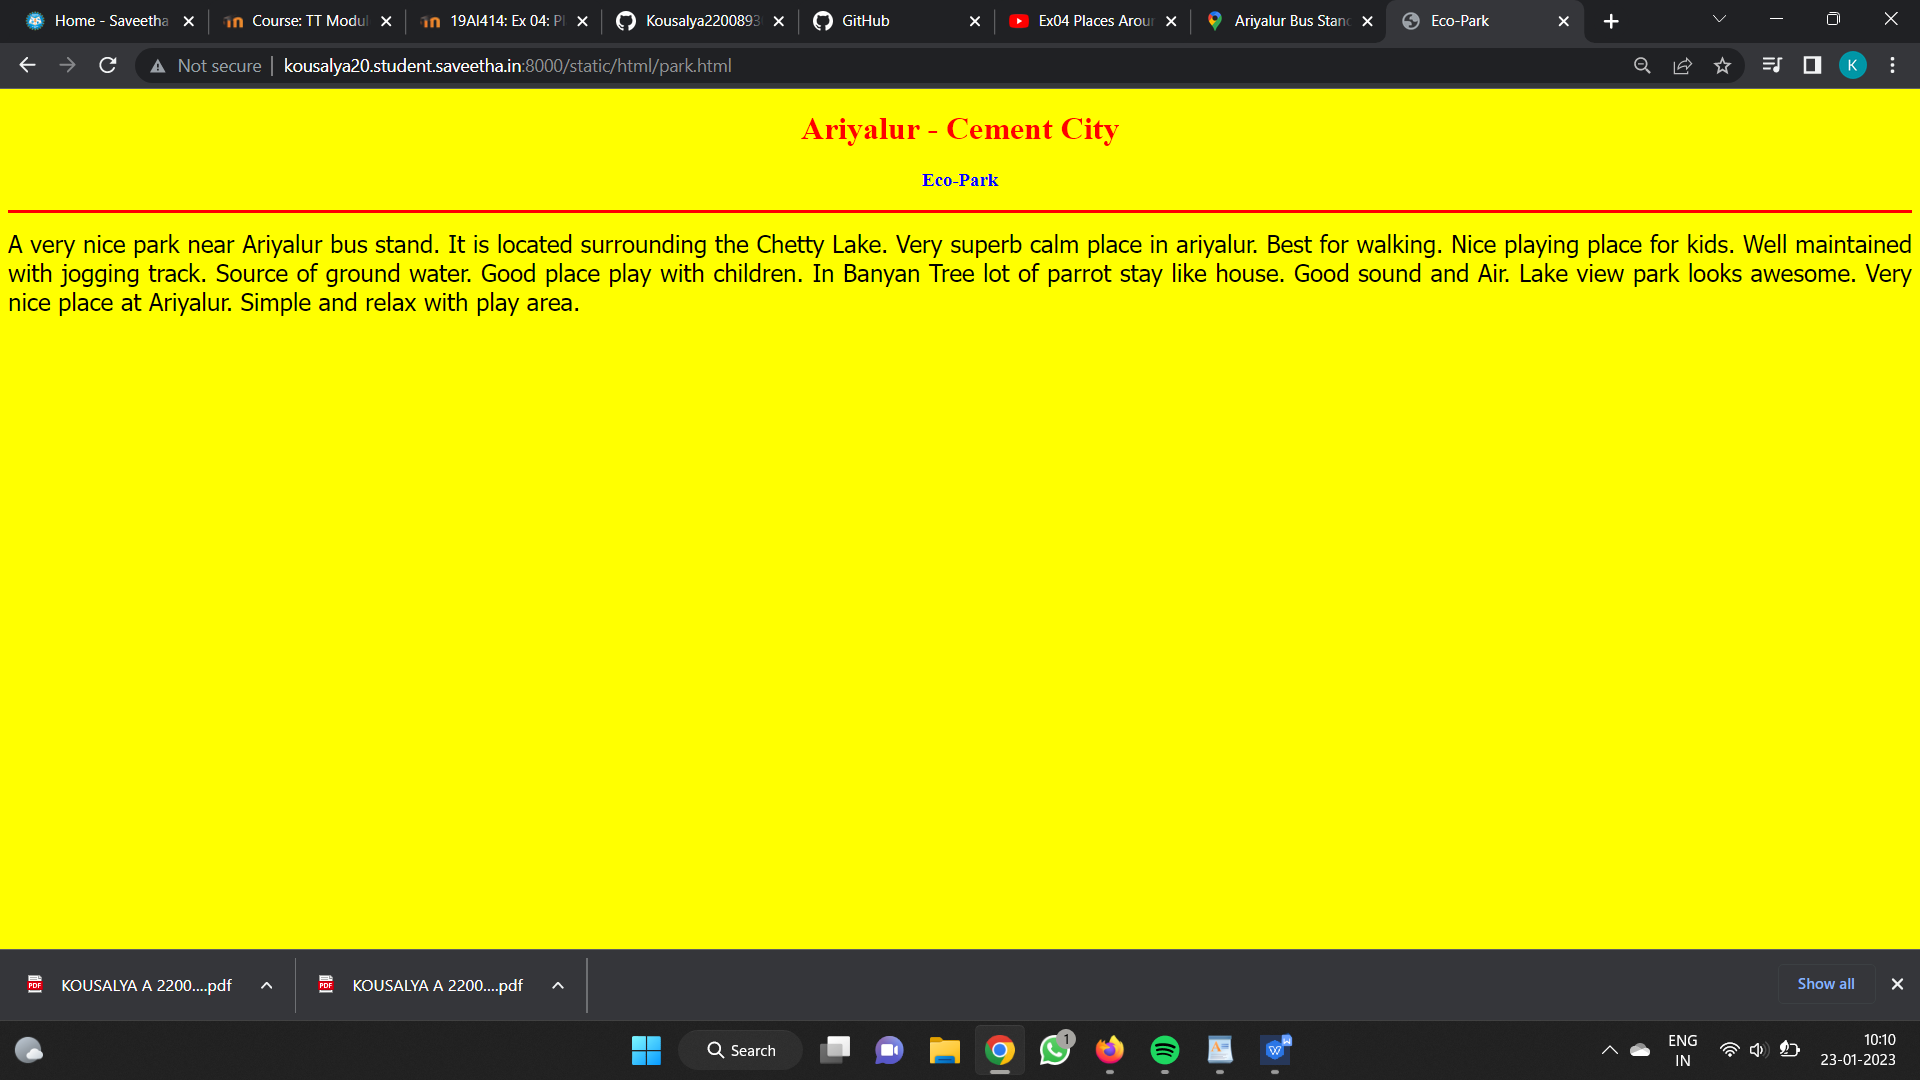 Home - Saveetha
Course: TT Modul
19AI414: Ex 04: Pl
Kousalya2200893
GitHub
Ex04 Places Arour
Ariyalur Bus Stand
Eco-Park
Not secure
kousalya20.student.saveetha.in:8000/static/html/park.html
K
Ariyalur - Cement City
Eco-Park
A very nice park near Ariyalur bus stand. It is located surrounding the Chetty Lake. Very superb calm place in ariyalur. Best for walking. Nice playing place for kids. Well maintained
with jogging track. Source of ground water. Good place play with children. In Banyan Tree lot of parrot stay like house. Good sound and Air. Lake view park looks awesome. Very
nice place at Ariyalur. Simple and relax with play area.
KOUSALYA A 2200....pdf
KOUSALYA A 2200....pdf
Show all
Search
1
ENG
IN
10:10
23-01-2023